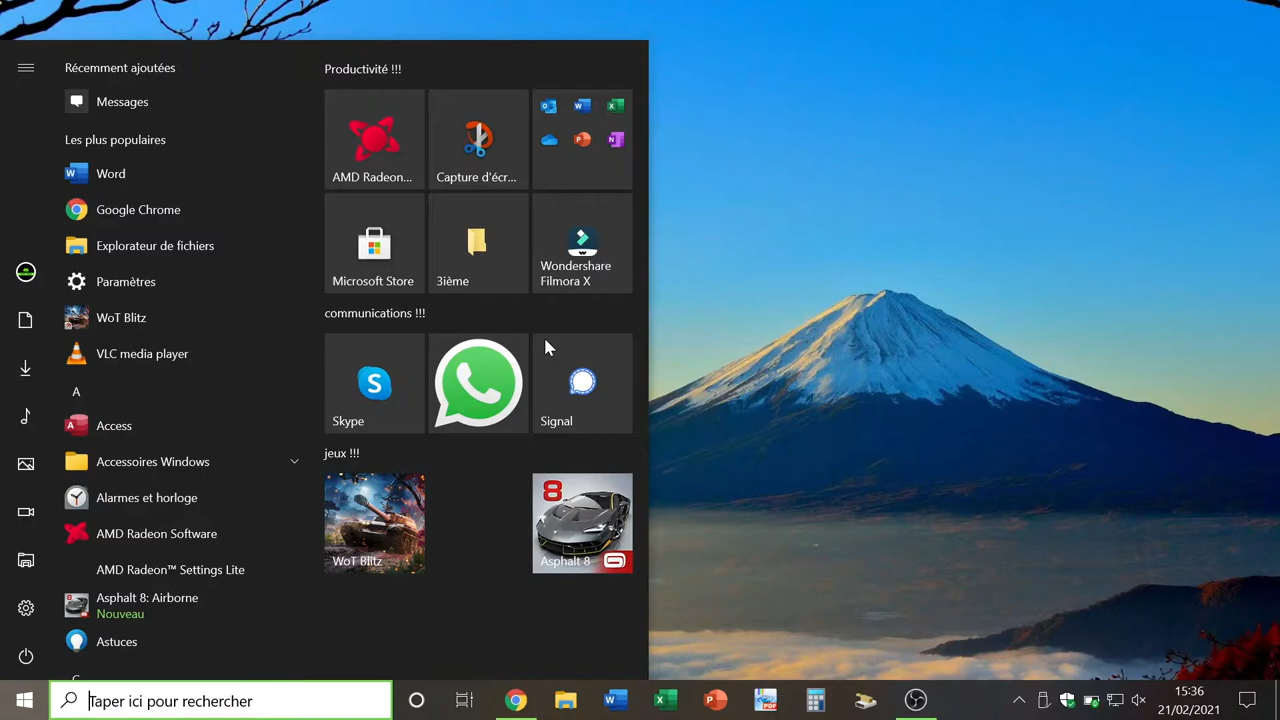 Récemment ajoutées
Messages
Les plus populaires
Word
Google Chrome
Explorateur de fichiers
Paramètres
WoT Blitz
VLC media player
A
Access
Accessoires Windows
Alarmes et horloge
AMD Radeon Software
AMD Radeon™ Settings Lite
Asphalt 8: Airborne
Nouveau
Astuces
Productivité !!!
AMD Radeon...
Capture d'écr...
Microsoft Store
3ième
Wondershare
Filmora X
communications !!!
Skype
Signal
jeux !!!
WoT Blitz
8
Asphalt 8
Taper ici pour rechercher
15:36
21/02/2021